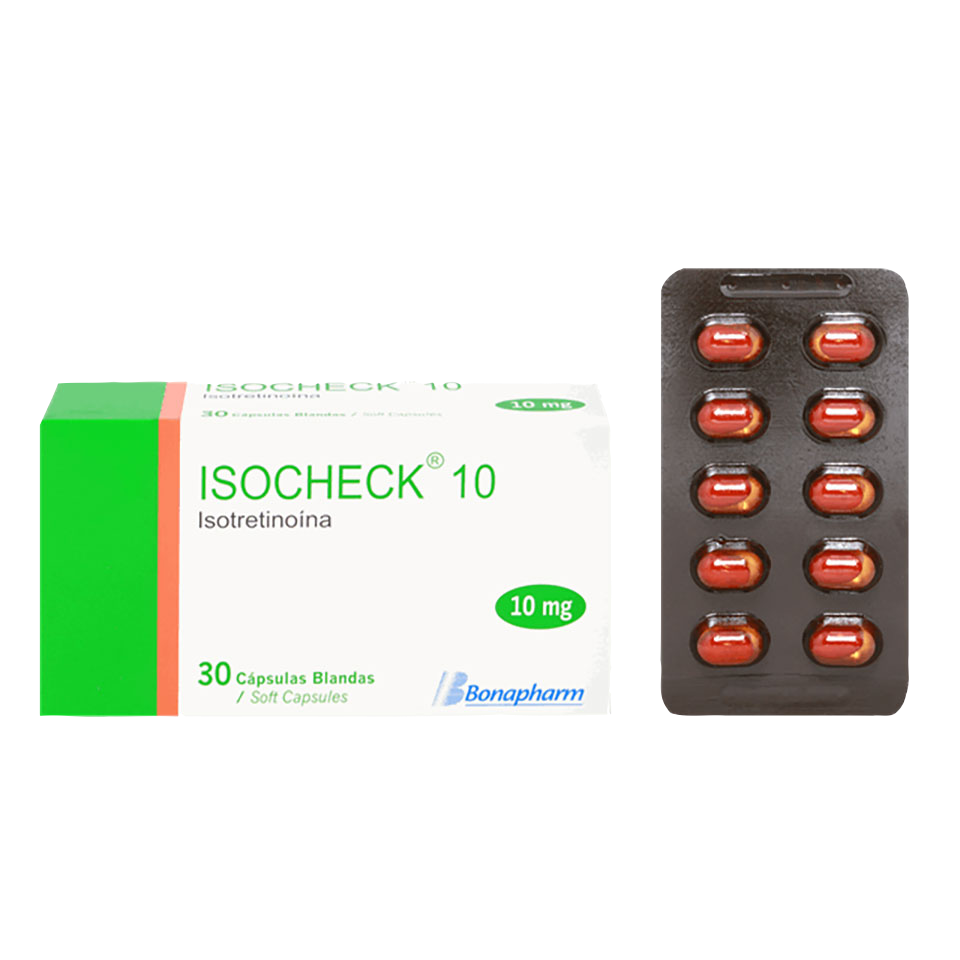 ISOCHECK® 10
Isotretinoína
30 Cápsulas Blandas / Soft Capsules
10 mg
ISOCHECK® 10
Isotretinoína
10 mg
30 Cápsulas Blandas
/ Soft Capsules
Bonapharm